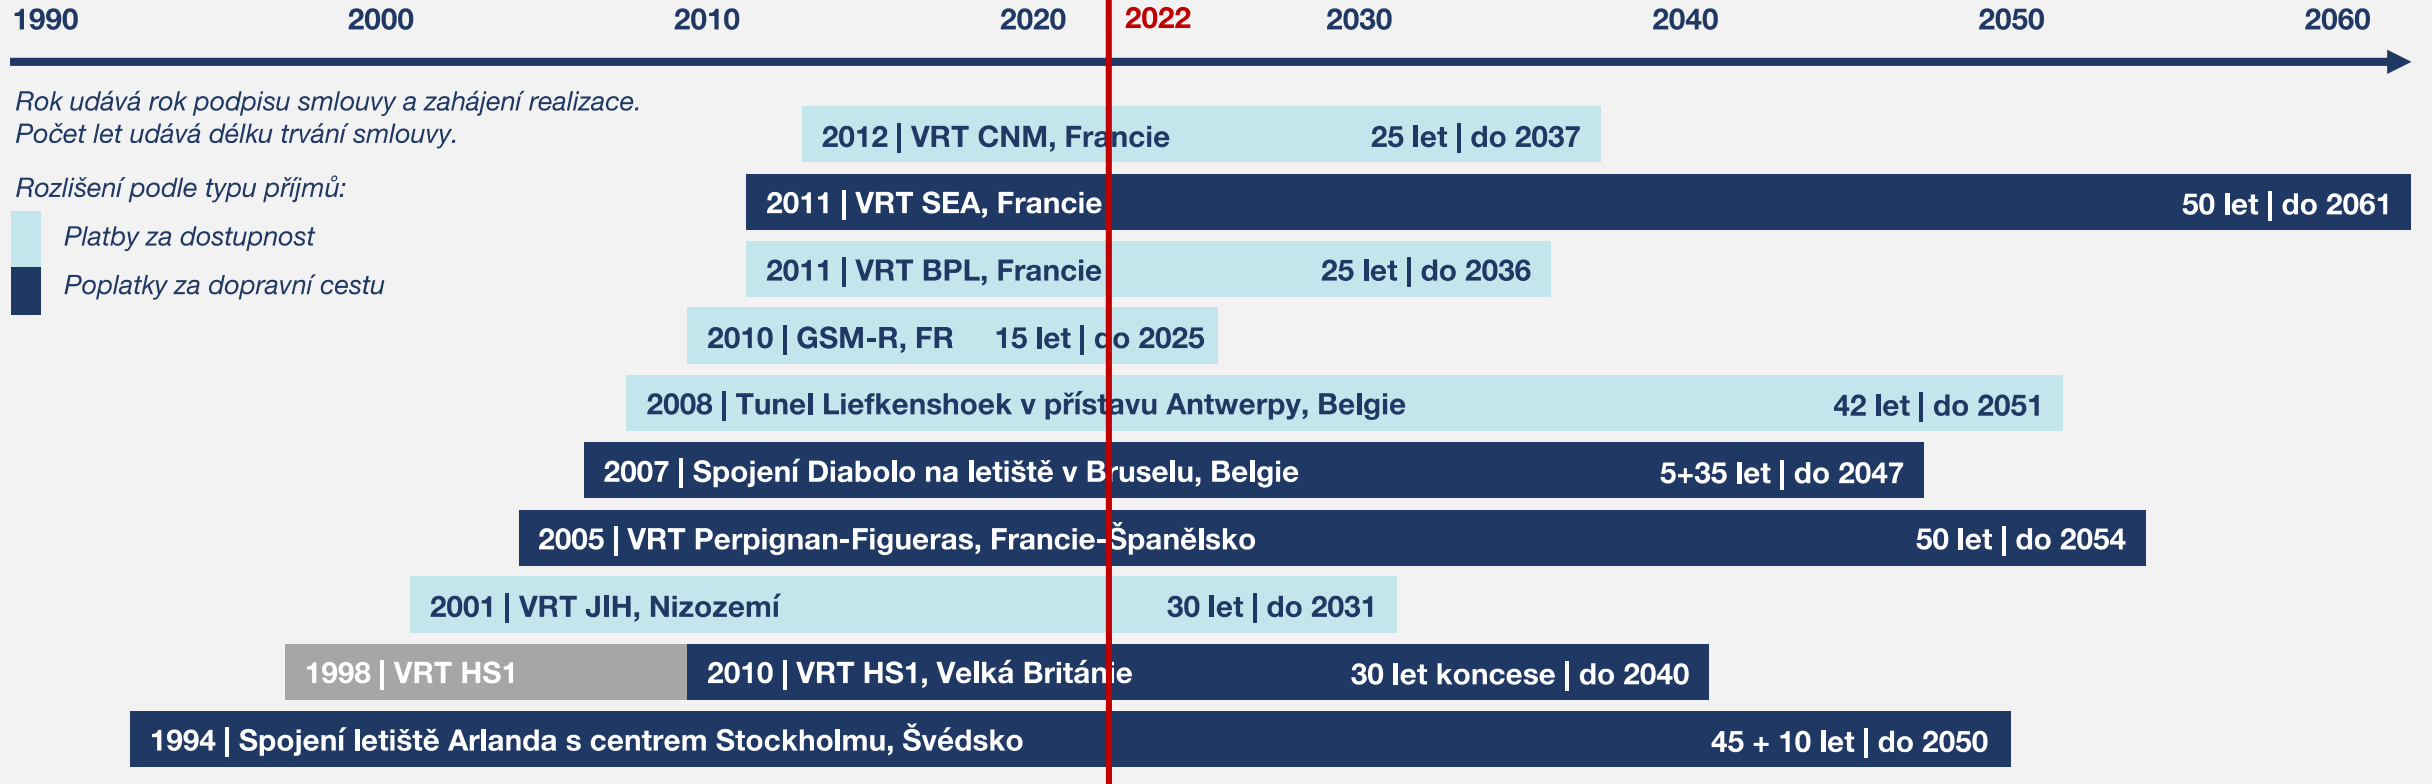 1990 2000 2010 2020 2022 2030 2040 2050 2060
Rok udává rok podpisu smlouvy a zahájení realizace.
Počet let udává délku trvání smlouvy.
Rozlišení podle typu příjmů:
Platby za dostupnost
Poplatky za dopravní cestu
2012 | VRT CNM, Francie 25 let | do 2037
2011 | VRT SEA, Francie 50 let | do 2061
2011 | VRT BPL, Francie 25 let | do 2036
2010 | GSM-R, FR 15 let | do 2025
2008 | Tunel Liefkenshoek v přístavu Antwerpy, Belgie 42 let | do 2051
2007 | Spojení Diabolo na letiště v Bruselu, Belgie 5+35 let | do 2047
2005 | VRT Perpignan-Figueras, Francie-Španělsko 50 let | do 2054
2001 | VRT JIH, Nizozemí 30 let | do 2031
1998 | VRT HS1 2010 | VRT HS1, Velká Británie 30 let koncese | do 2040
1994 | Spojení letiště Arlanda s centrem Stockholmu, Švédsko 45 + 10 let | do 2050